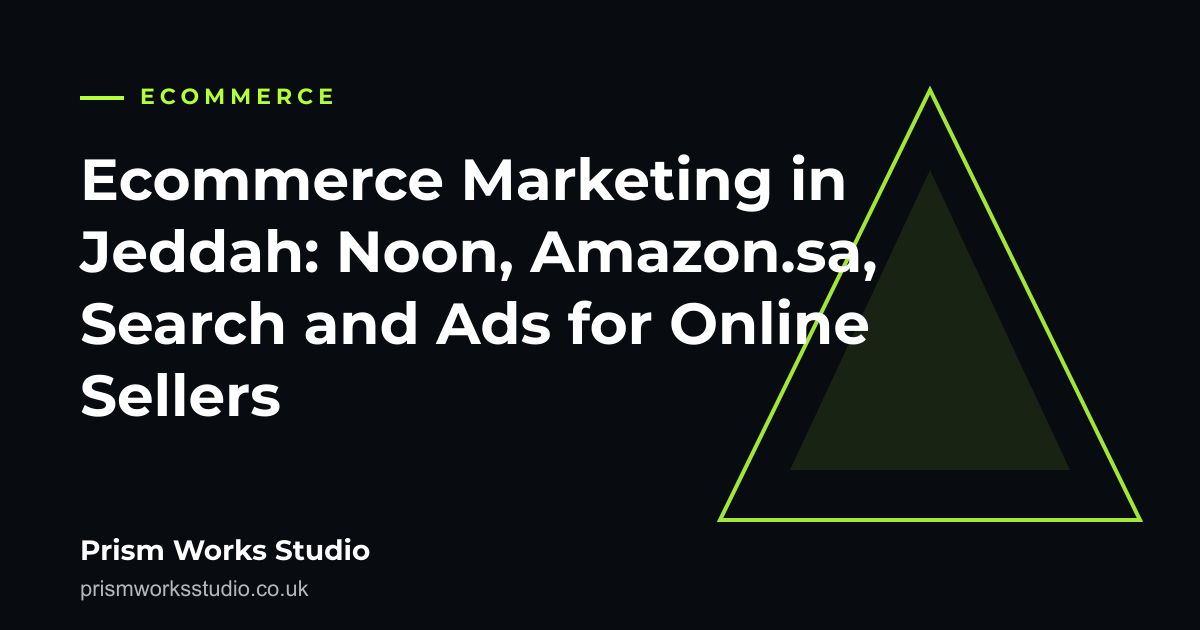 ECOMMERCE
Ecommerce Marketing in
Jeddah: Noon, Amazon.sa,
Search and Ads for Online
Sellers
Prism Works Studio
prismworksstudio.co.uk